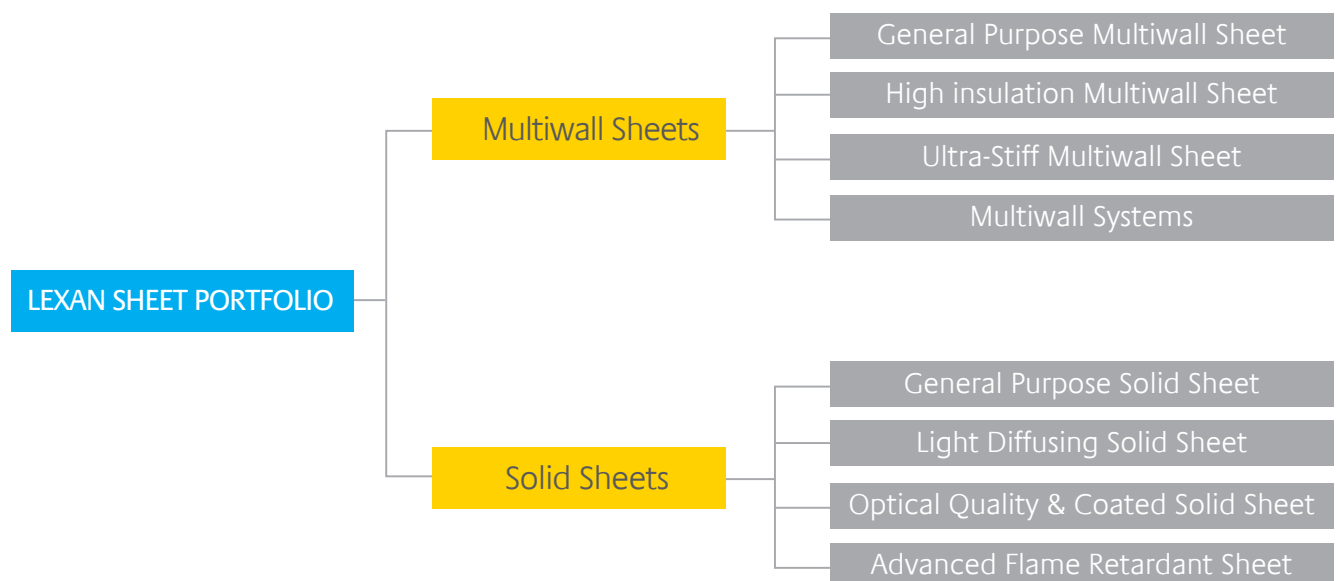 LEXAN SHEET PORTFOLIO
Multiwall Sheets
General Purpose Multiwall Sheet
High insulation Multiwall Sheet
Ultra-Stiff Multiwall Sheet
Multiwall Systems
Solid Sheets
General Purpose Solid Sheet
Light Diffusing Solid Sheet
Optical Quality & Coated Solid Sheet
Advanced Flame Retardant Sheet